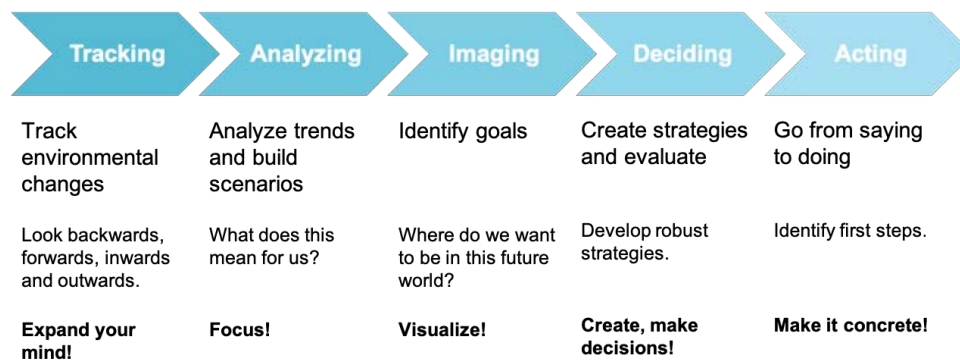 Tracking
Analyzing
Imaging
Deciding
Acting
Track
environmental
changes
Analyze trends
and build
scenarios
Identify goals
Create strategies
and evaluate
Go from saying
to doing
Look backwards,
forwards, inwards
and outwards.
What does this
mean for us?
Where do we want
to be in this future
world?
Develop robust
strategies.
Identify first steps.
Expand your
mind!
Focus!
Visualize!
Create, make
decisions!
Make it concrete!